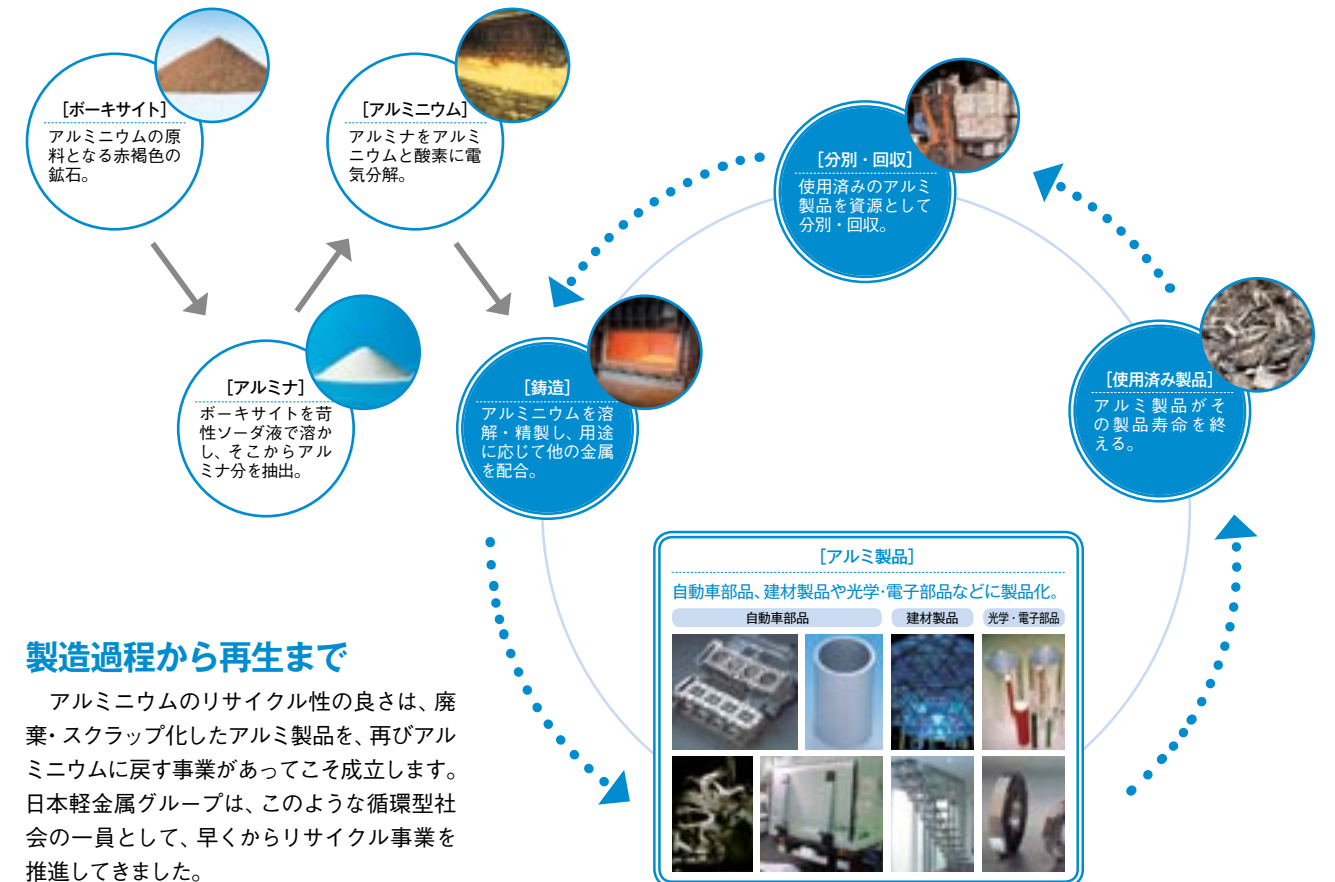 [ボーキサイト]
アルミニウムの原
料となる赤褐色の
鉱石。
[アルミナ]
ボーキサイトを苛
性ソーダ液で溶か
し、そこからアル
ミナ分を抽出。
[アルミニウム]
アルミナをアルミ
ニウムと酸素に電
気分解。
[鋳造]
アルミニウムを溶
解・精製し、用途
に応じて他の金属
を配合。
[アルミ製品]
自動車部品、建材製品や光学・電子部品などに製品化。
自動車部品 建材製品 光学・電子部品
[使用済み製品]
アルミ製品がそ
の製品寿命を終
える。
[分別・回収]
使用済みのアルミ
製品を資源として
分別・回収。
製造過程から再生まで
アルミニウムのリサイクル性の良さは、廃
棄・スクラップ化したアルミ製品を、再びアル
ミニウムに戻す事業があってこそ成立します。
日本軽金属グループは、このような循環型社
会の一員として、早くからリサイクル事業を
推進してきました。